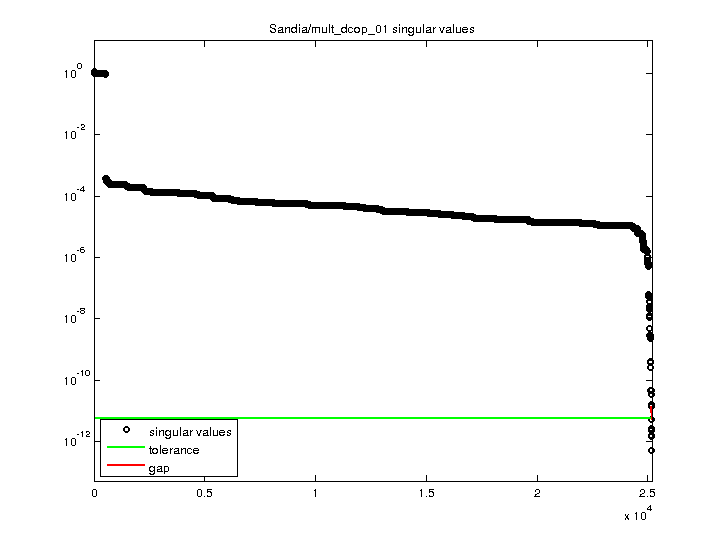 Sandia/mult_dcop_01 singular values
10^0
10^-2
10^-4
10^-6
10^-8
10^-10
10^-12
singular values
tolerance
gap
0 0.5 1 1.5 2 2.5
x 10^4